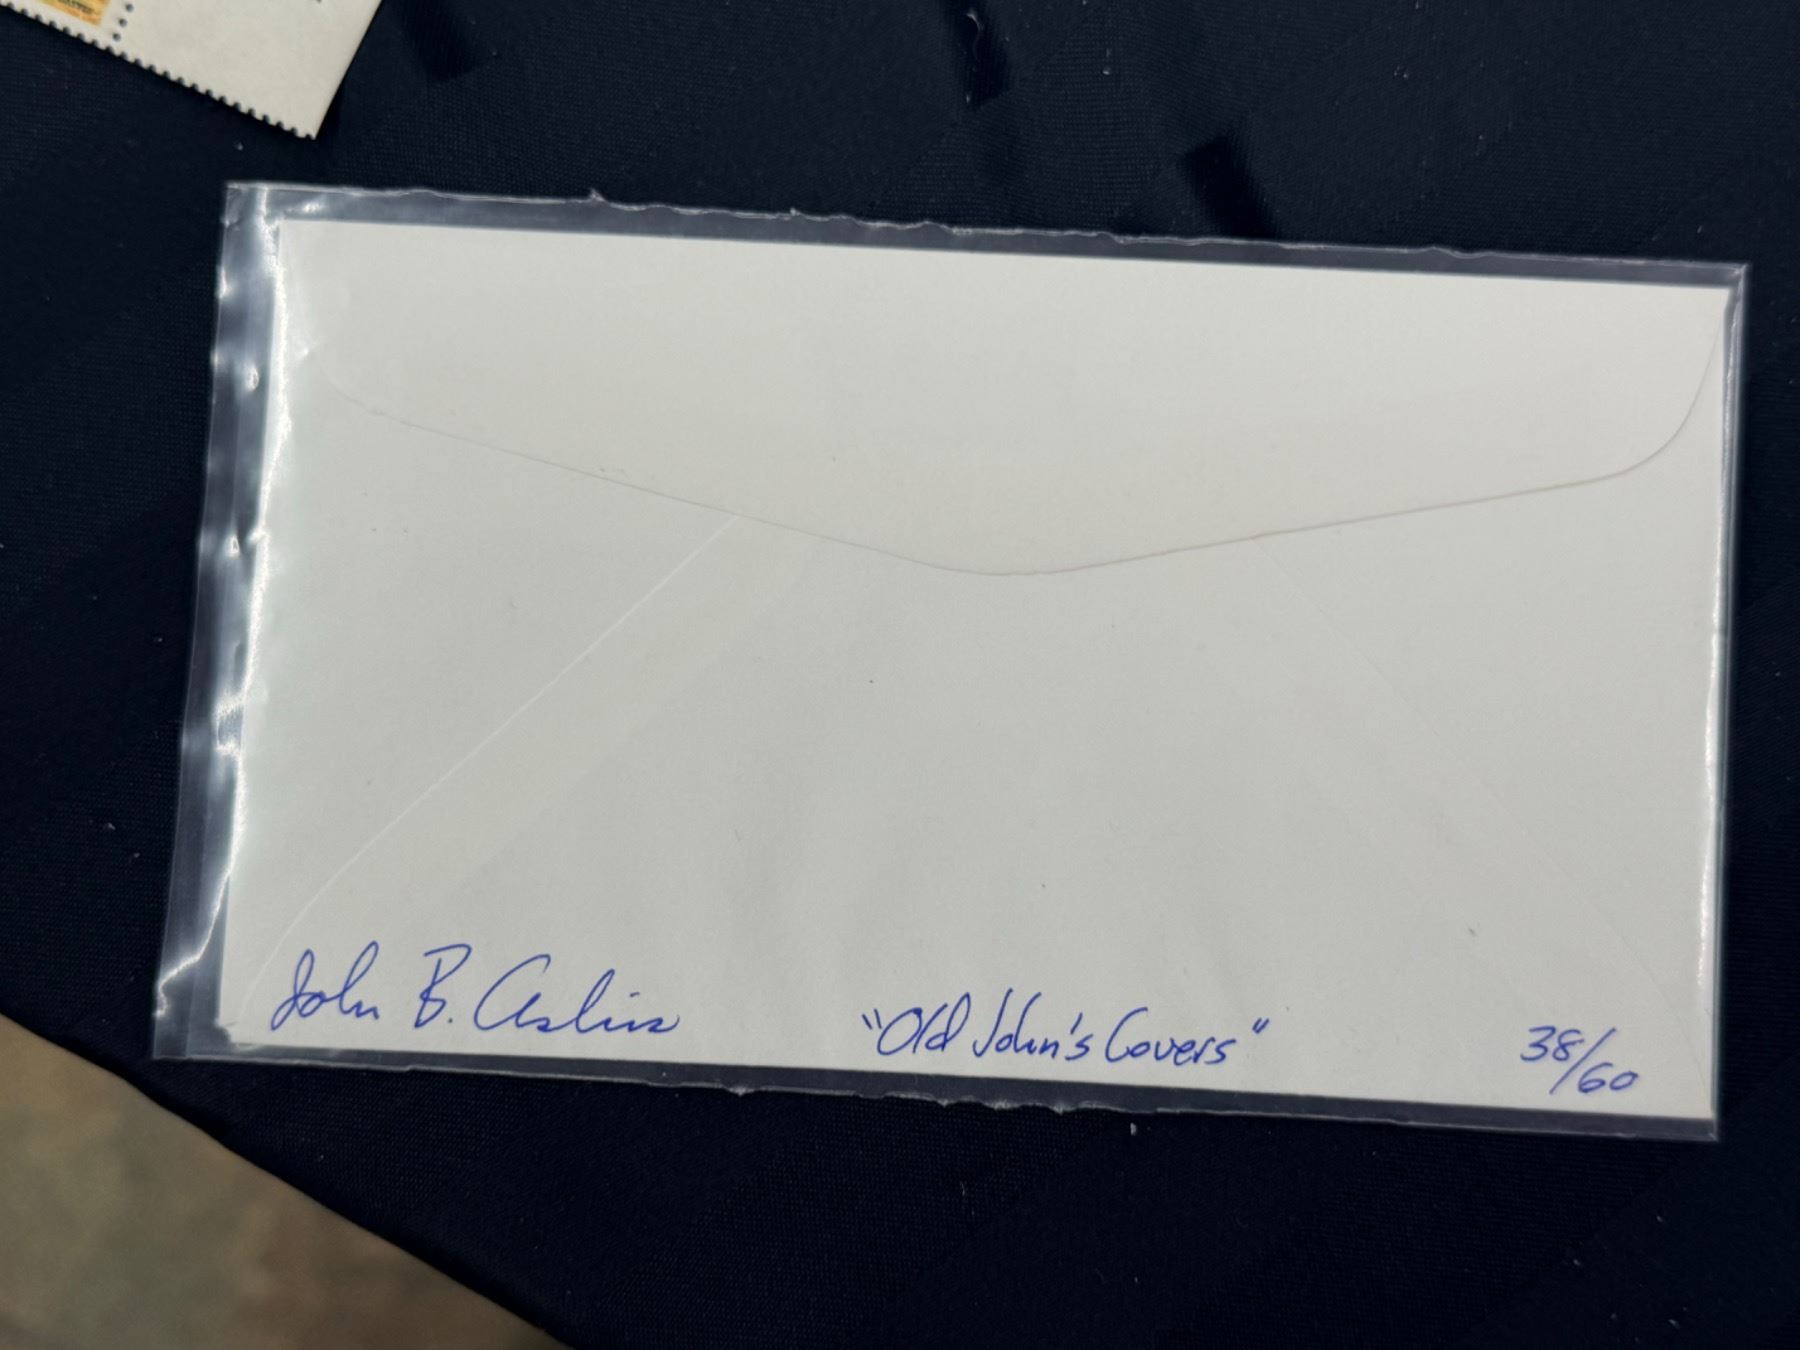 John B. Aslin "Old John's Covers" 38/60